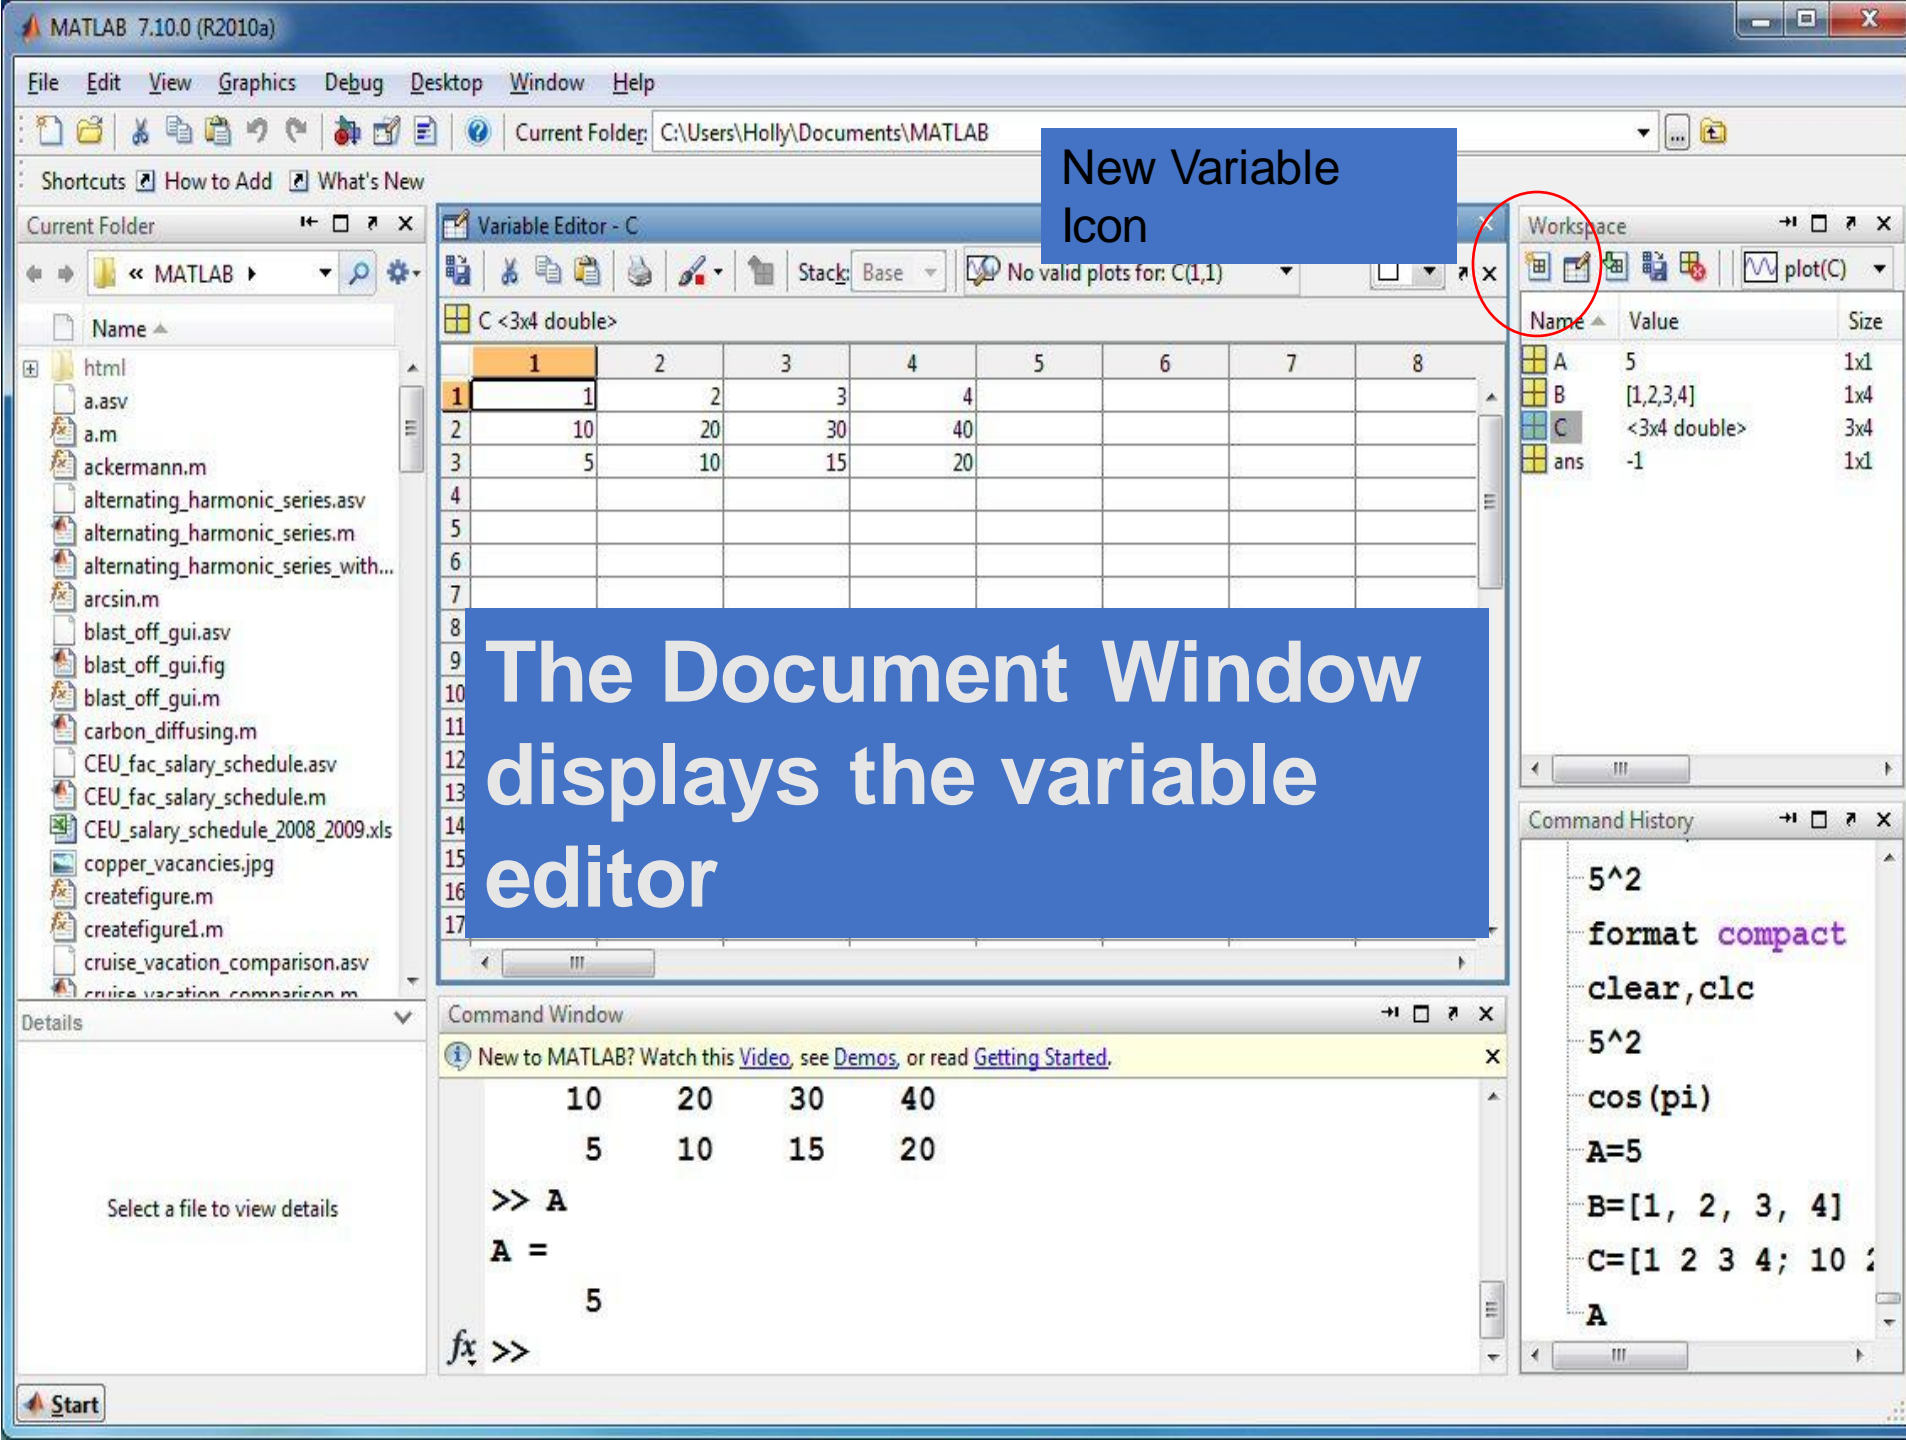 MATLAB 7.10.0 (R2010a)
File Edit View Graphics Debug Desktop Window Help
Current Folder: C:\Users\Holly\Documents\MATLAB
Shortcuts How to Add What's New
New Variable
Icon
Current Folder
« MATLAB
Name
html
a.asv
a.m
ackermann.m
alternating_harmonic_series.asv
alternating_harmonic_series.m
alternating_harmonic_series_with...
arcsin.m
blast_off_gui.asv
blast_off_gui.fig
blast_off_gui.m
carbon_diffusing.m
CEU_fac_salary_schedule.asv
CEU_fac_salary_schedule.m
CEU_salary_schedule_2008_2009.xls
copper_vacancies.jpg
createfigure.m
createfigure1.m
cruise_vacation_comparison.asv
cruise_vacation_comparison.m
Details
Select a file to view details
Variable Editor - C
Stack: Base No valid plots for: C(1,1)
C <3x4 double>
1 2 3 4 5 6 7 8
1 1 2 3 4
2 10 20 30 40
3 5 10 15 20
4
5
6
7
8
9
10
11
12
13
14
15
16
17
The Document Window
displays the variable
editor
Command Window
New to MATLAB? Watch this Video, see Demos, or read Getting Started.
10 20 30 40
5 10 15 20
>> A
A =
5
fx >>
Workspace
plot(C)
Name Value Size
A 5 1x1
B [1,2,3,4] 1x4
C <3x4 double> 3x4
ans -1 1x1
Command History
5^2
format compact
clear,clc
5^2
cos(pi)
A=5
B=[1, 2, 3, 4]
C=[1 2 3 4; 10
A
Start